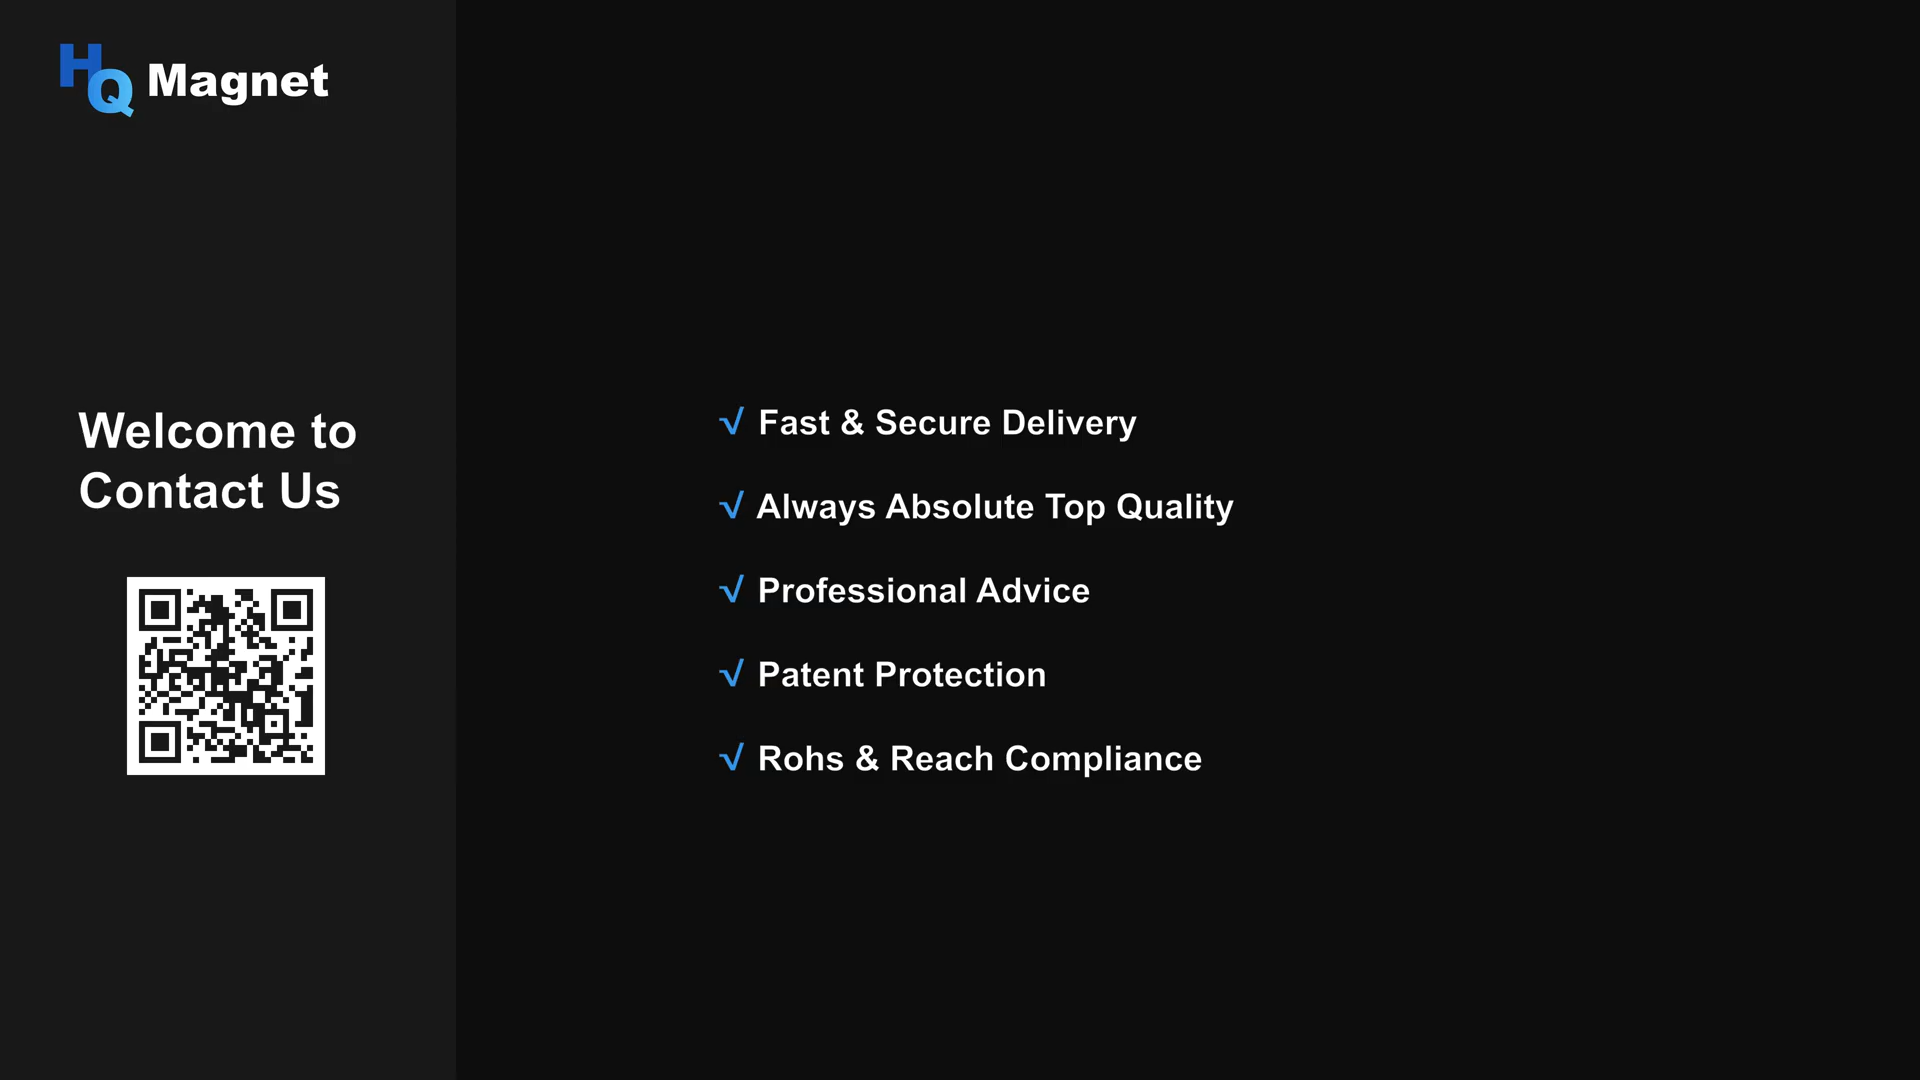 HQ Magnet
Welcome to
Contact Us
√ Fast & Secure Delivery
√ Always Absolute Top Quality
√ Professional Advice
√ Patent Protection
√ Rohs & Reach Compliance